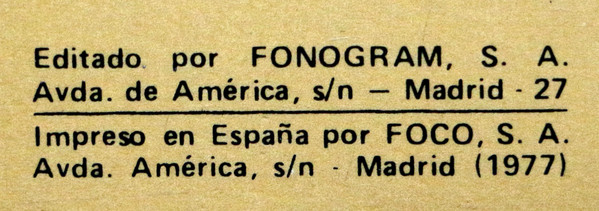 Editado por FONOGRAM, S. A.
Avda. de América, s/n — Madrid - 27
Impreso en España por FOCO, S. A.
Avda. América, s/n - Madrid (1977)